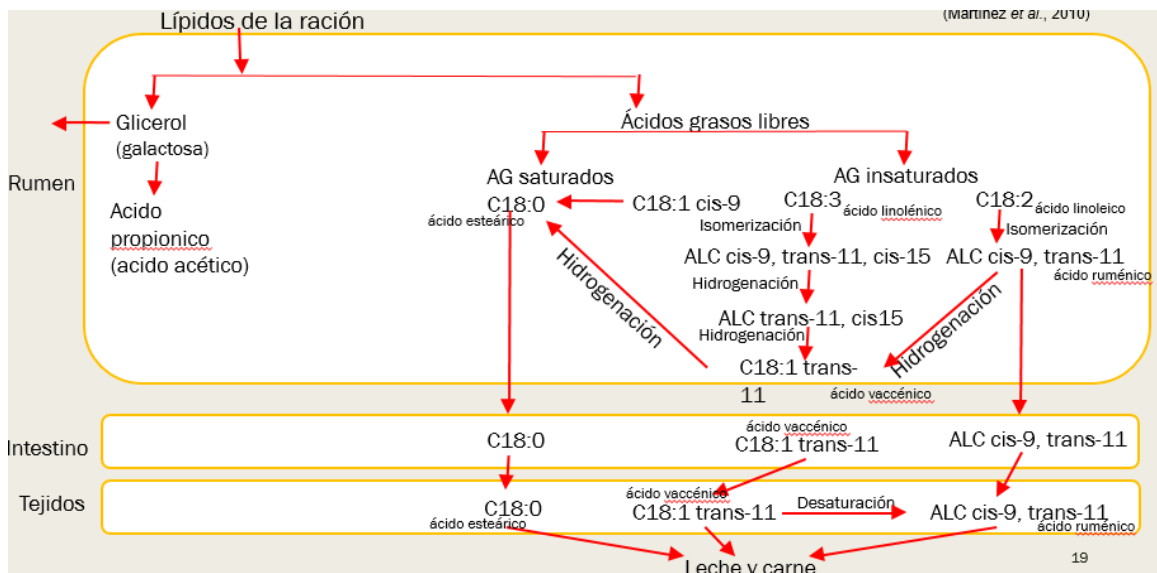 (Martínez et al., 2010)
Lípidos de la ración
Rumen
Glicerol
(galactosa)
Acido
propionico
(acido acético)
Ácidos grasos libres
AG saturados
AG insaturados
C18:0
ácido esteárico
C18:1 cis-9
C18:3
ácido linolénico
C18:2
ácido linoleico
Isomerización
Isomerización
ALC cis-9, trans-11, cis-15
ALC cis-9, trans-11
ácido ruménico
Hidrogenación
Hidrogenación
Hidrogenación
ALC trans-11, cis15
Hidrogenación
C18:1 trans-
11
ácido vaccénico
Intestino
C18:0
ácido vaccénico
C18:1 trans-11
ALC cis-9, trans-11
Tejidos
C18:0
ácido esteárico
ácido vaccénico
C18:1 trans-11
Desaturación
ALC cis-9, trans-11
ácido ruménico
Leche y carne
19